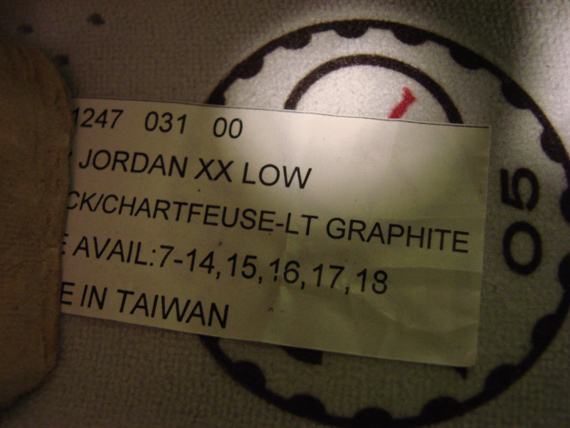 1247 031 00
JORDAN XX LOW
CK/CHARTFEUSE-LT GRAPHITE
E AVAIL:7-14,15,16,17,18
E IN TAIWAN
05